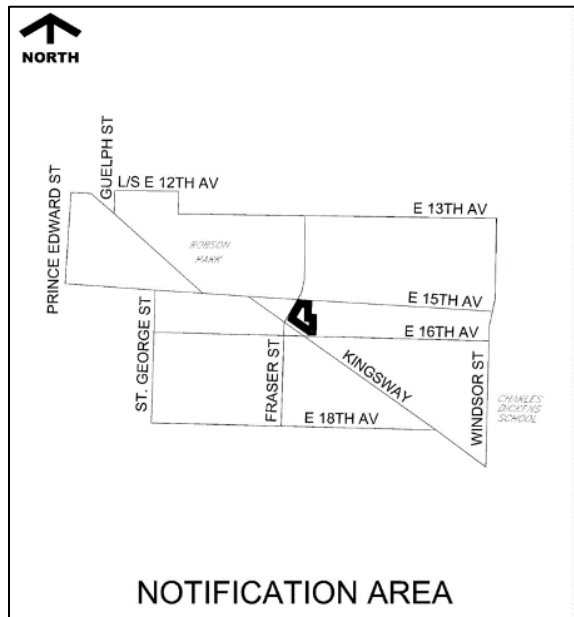 NORTH
GUELPH ST
L/S E 12TH AV
PRINCE EDWARD ST
E 13TH AV
ROBSON
PARK
E 15TH AV
ST. GEORGE ST
E 16TH AV
FRASER ST
KINGSWAY
WINDSOR ST
CHARLES
DICKENS
SCHOOL
E 18TH AV
NOTIFICATION AREA